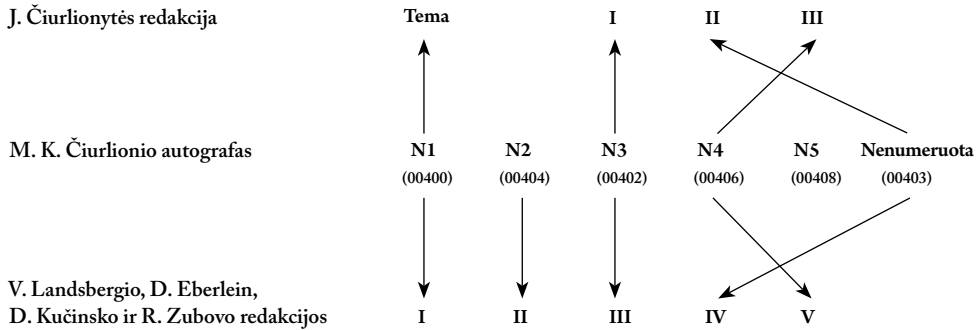 J. Čiurlionytės redakcija Tema I II III
M. K. Čiurlionio autografas N1 N2 N3 N4 N5 Nenumeruota
(00400) (00404) (00402) (00406) (00408) (00403)
V. Landsbergio, D. Eberlein,
D. Kučinsko ir R. Zubovo redakcijos I II III IV V